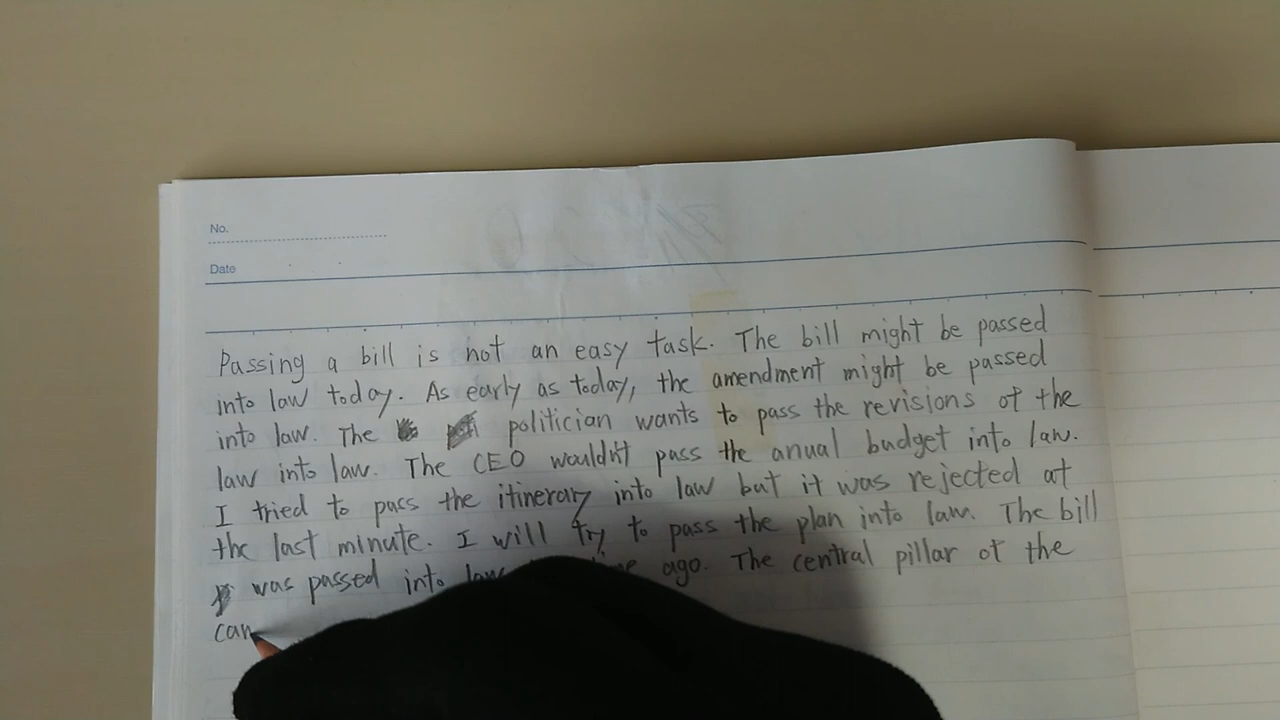 No.
Date
Passing a bill is not an easy task. The bill might be passed
into law today. As early as today, the amendment might be passed
into law. The politician wants to pass the revisions of the
law into law. The CEO wouldn't pass the anual budget into law.
I tried to pass the itinerary into law but it was rejected at
the last minute. I will try to pass the plan into law. The bill
was passed into law ago. The central pillar of the
can